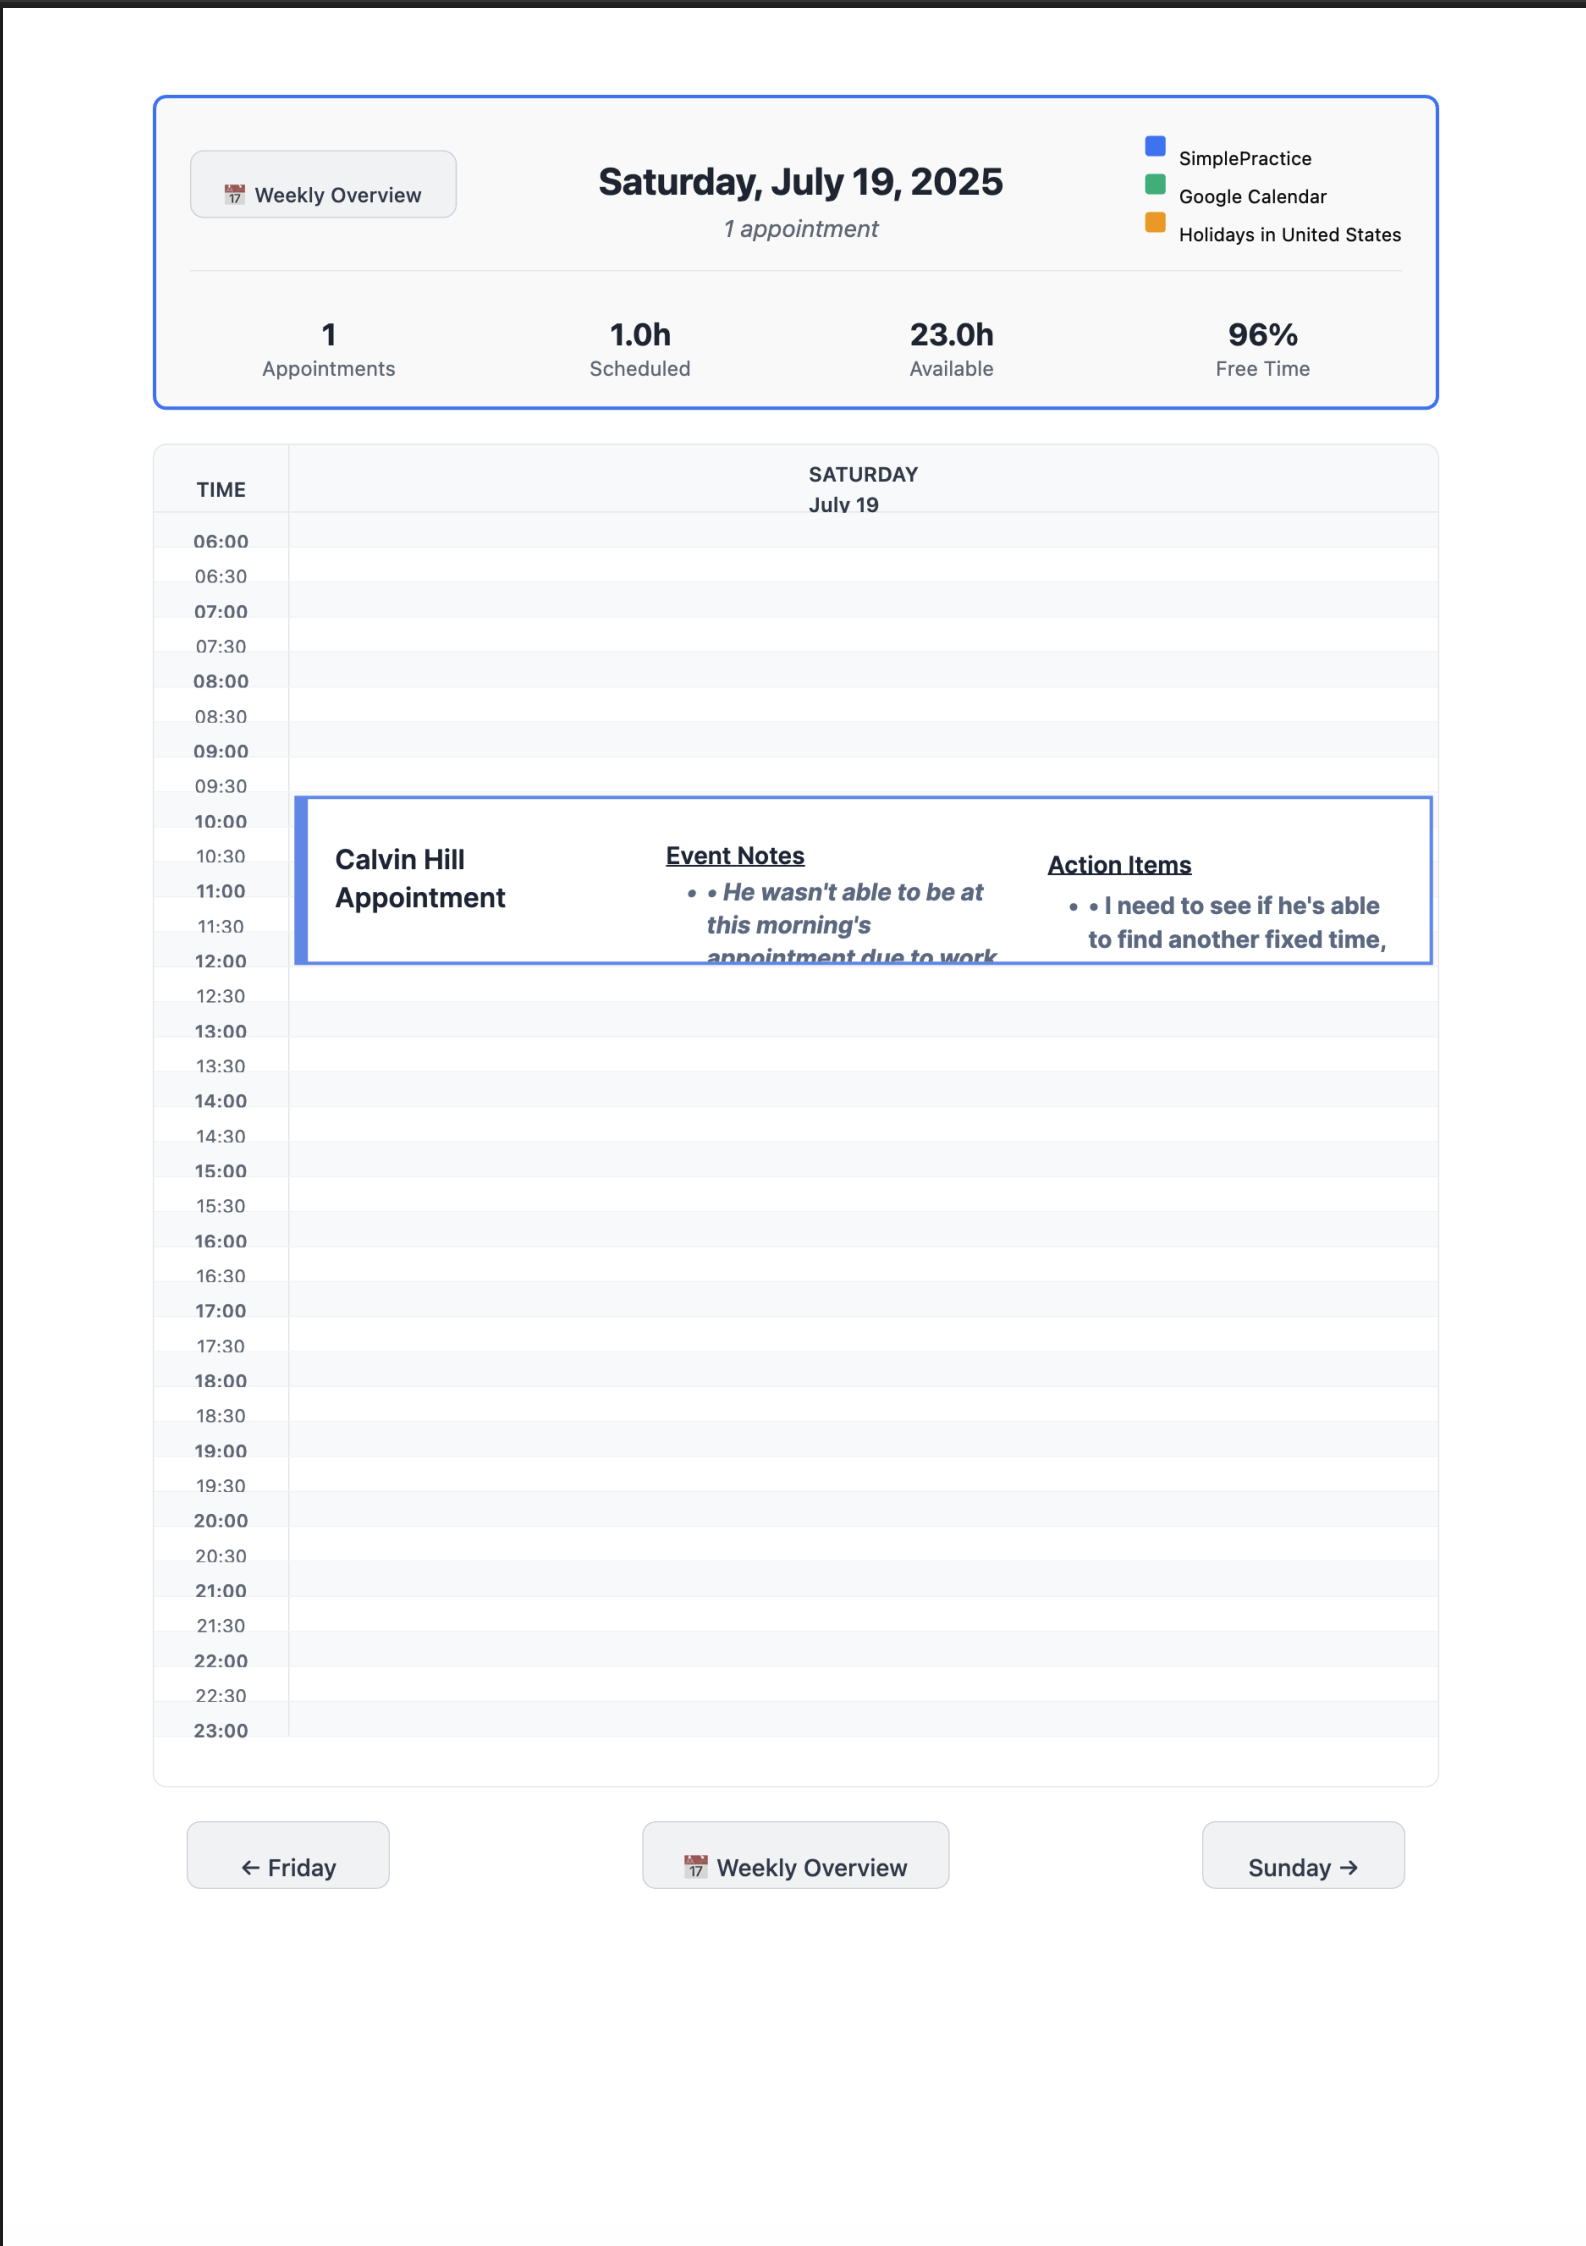 17 Weekly Overview
Saturday, July 19, 2025
1 appointment
SimplePractice
Google Calendar
Holidays in United States
1
Appointments
1.0h
Scheduled
23.0h
Available
96%
Free Time
TIME
SATURDAY
July 19
06:00
06:30
07:00
07:30
08:00
08:30
09:00
09:30
10:00
10:30
11:00
11:30
12:00
12:30
13:00
13:30
14:00
14:30
15:00
15:30
16:00
16:30
17:00
17:30
18:00
18:30
19:00
19:30
20:00
20:30
21:00
21:30
22:00
22:30
23:00
Calvin Hill
Appointment
Event Notes
• • He wasn't able to be at
this morning's
appointment due to work
Action Items
• • I need to see if he's able
to find another fixed time,
← Friday
17 Weekly Overview
Sunday →